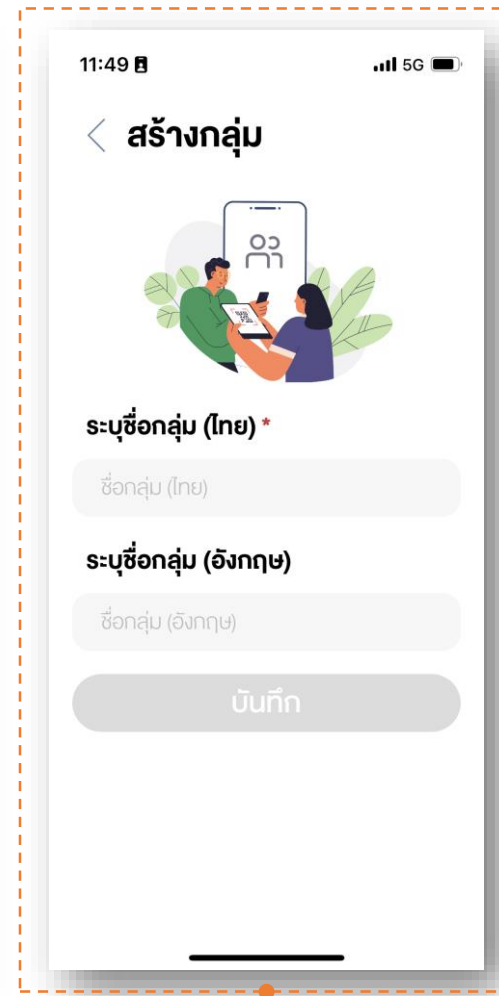 11:49
5G
สร้างกลุ่ม
ระบุชื่อกลุ่ม (ไทย) *
ชื่อกลุ่ม (ไทย)
ระบุชื่อกลุ่ม (อังกฤษ)
ชื่อกลุ่ม (อังกฤษ)
บันทึก